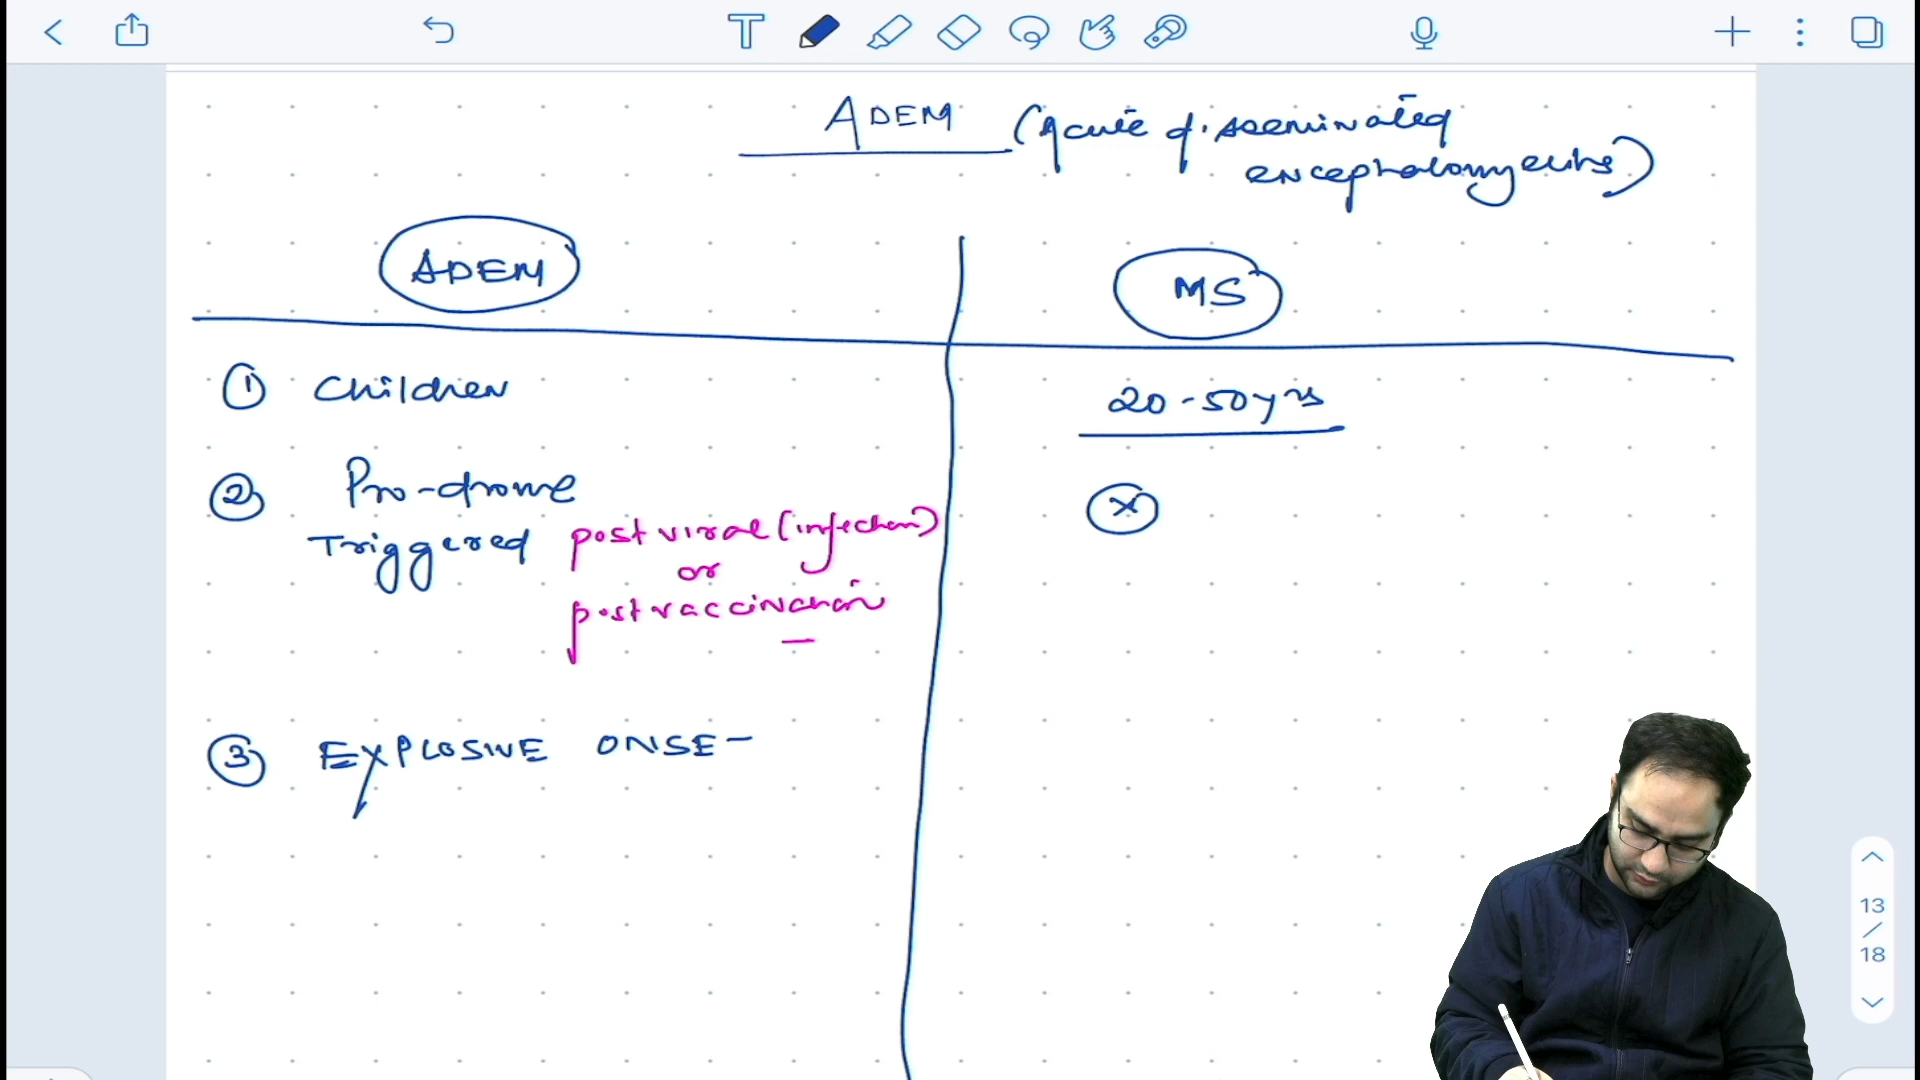 ADEM (Acute disseminated
encephalomyelitis)
ADEM
MS
① Children
20-50yrs
② Pro-drome
x
Triggered post viral (infection)
or
post vaccination
③ EXPLOSIVE ONSE-
13
/
18